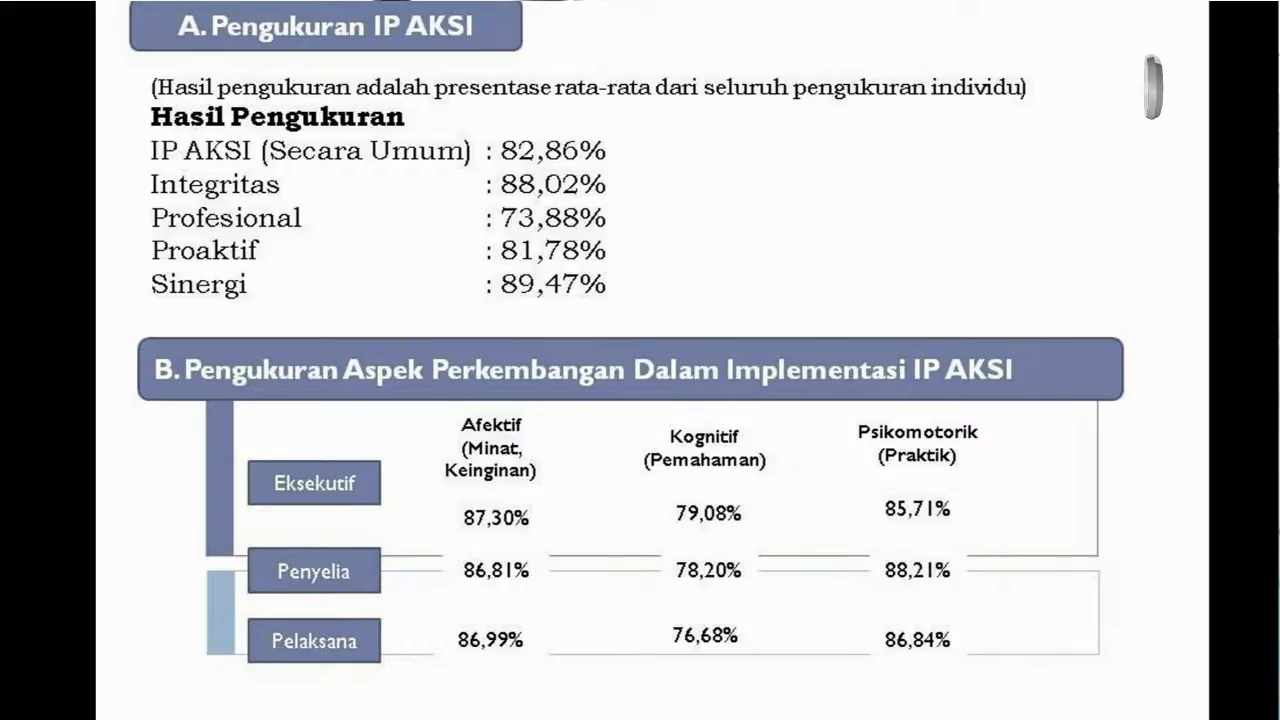 A. Pengukuran IP AKSI
(Hasil pengukuran adalah presentase rata-rata dari seluruh pengukuran individu)
Hasil Pengukuran
IP AKSI (Secara Umum) : 82,86%
Integritas : 88,02%
Profesional : 73,88%
Proaktif : 81,78%
Sinergi : 89,47%
B. Pengukuran Aspek Perkembangan Dalam Implementasi IP AKSI
Afektif
(Minat,
Keinginan)
Kognitif
(Pemahaman)
Psikomotorik
(Praktik)
Eksekutif 87,30% 79,08% 85,71%
Penyelia 86,81% 78,20% 88,21%
Pelaksana 86,99% 76,68% 86,84%